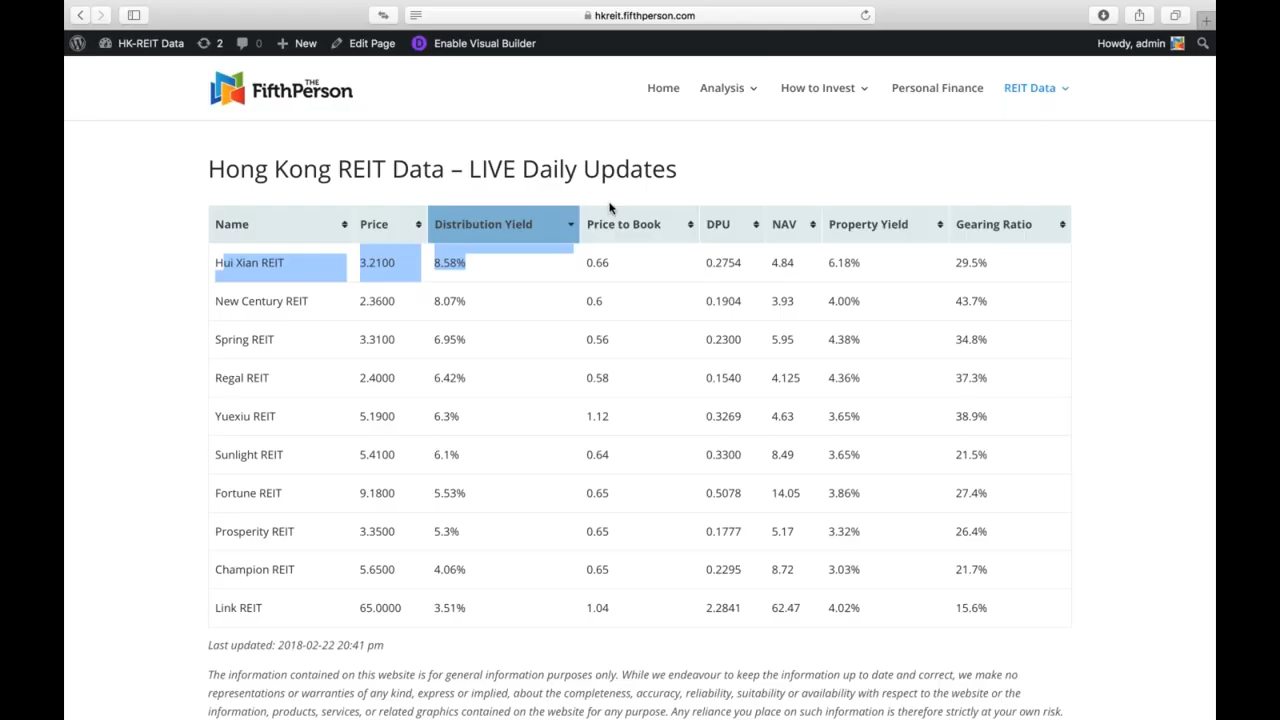 hkreit.fifthperson.com
HK-REIT Data 2 0 New Edit Page D Enable Visual Builder Howdy, admin
THE FifthPerson Home Analysis How to Invest Personal Finance REIT Data
Hong Kong REIT Data – LIVE Daily Updates
Name Price Distribution Yield Price to Book DPU NAV Property Yield Gearing Ratio
Hui Xian REIT 3.2100 8.58% 0.66 0.2754 4.84 6.18% 29.5%
New Century REIT 2.3600 8.07% 0.6 0.1904 3.93 4.00% 43.7%
Spring REIT 3.3100 6.95% 0.56 0.2300 5.95 4.38% 34.8%
Regal REIT 2.4000 6.42% 0.58 0.1540 4.125 4.36% 37.3%
Yuexiu REIT 5.1900 6.3% 1.12 0.3269 4.63 3.65% 38.9%
Sunlight REIT 5.4100 6.1% 0.64 0.3300 8.49 3.65% 21.5%
Fortune REIT 9.1800 5.53% 0.65 0.5078 14.05 3.86% 27.4%
Prosperity REIT 3.3500 5.3% 0.65 0.1777 5.17 3.32% 26.4%
Champion REIT 5.6500 4.06% 0.65 0.2295 8.72 3.03% 21.7%
Link REIT 65.0000 3.51% 1.04 2.2841 62.47 4.02% 15.6%
Last updated: 2018-02-22 20:41 pm
The information contained on this website is for general information purposes only. While we endeavour to keep the information up to date and correct, we make no
representations or warranties of any kind, express or implied, about the completeness, accuracy, reliability, suitability or availability with respect to the website or the
information, products, services, or related graphics contained on the website for any purpose. Any reliance you place on such information is therefore strictly at your own risk.